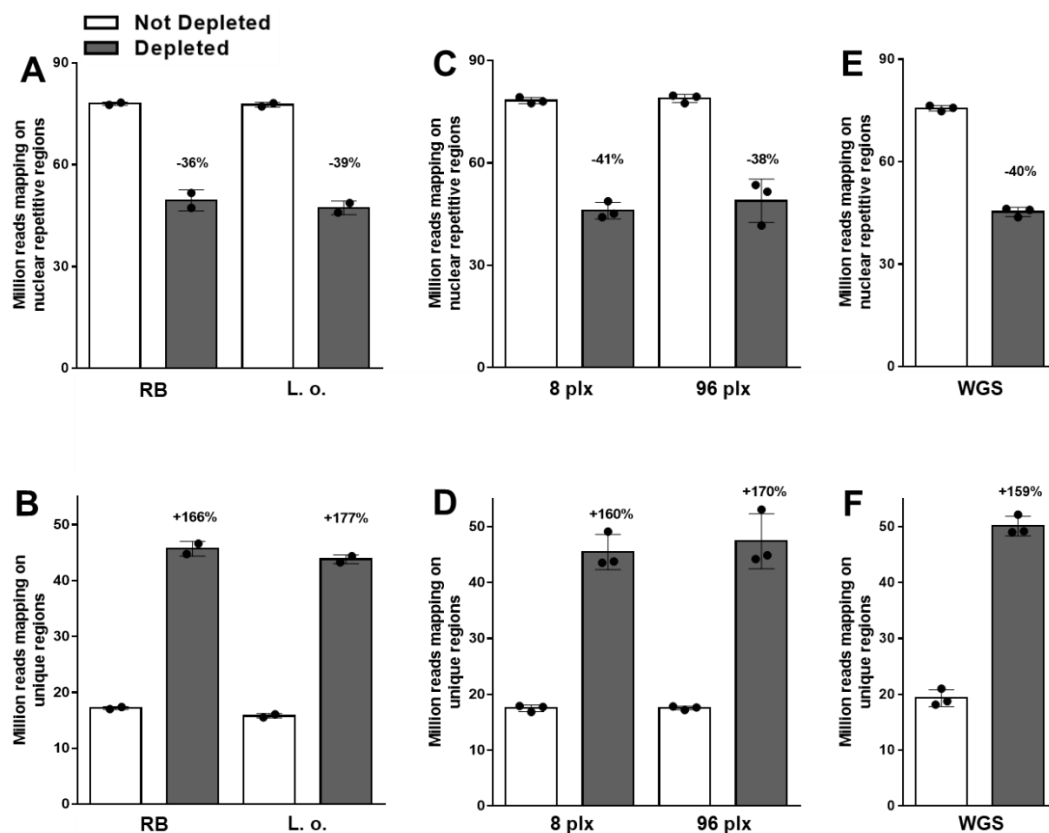 Not Depleted
Depleted
A
Million reads mapping on
nuclear repetitive regions
90
60
30
0
-36%
-39%
RB
L. o.
C
Million reads mapping on
nuclear repetitive regions
90
60
30
0
-41%
-38%
8 plx
96 plx
E
Million reads mapping on
nuclear repetitive regions
90
60
30
0
-40%
WGS
B
Million reads mapping on
unique regions
50
40
30
20
10
0
+166%
+177%
RB
L. o.
D
Million reads mapping on
unique regions
50
40
30
20
10
0
+160%
+170%
8 plx
96 plx
F
Million reads mapping on
unique regions
50
40
30
20
10
0
+159%
WGS